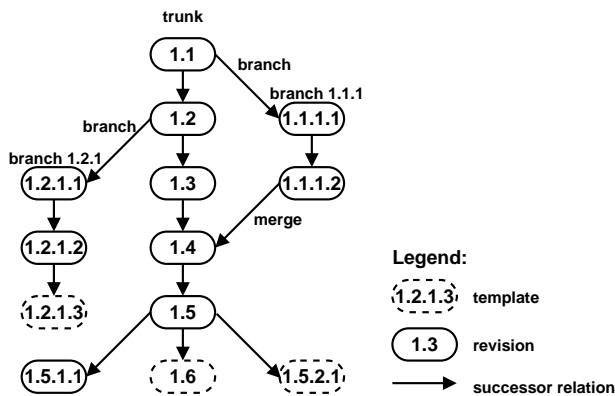 trunk
1.1
branch
branch 1.1.1
1.2
1.1.1.1
branch
branch 1.2.1
1.2.1.1
1.3
1.1.1.2
merge
1.2.1.2
1.4
Legend:
1.2.1.3
template
1.2.1.3
1.5
1.3
revision
1.5.1.1
1.6
1.5.2.1
successor relation